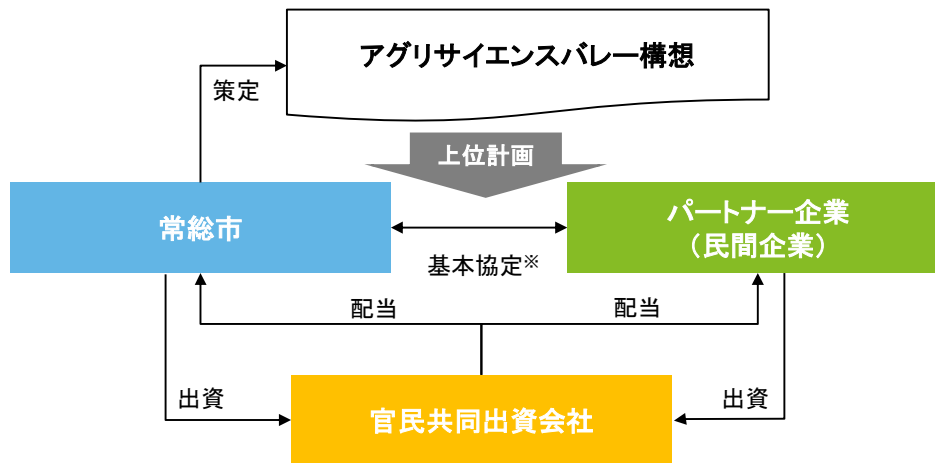 アグリサイエンスバレー構想
策定
上位計画
常総市
パートナー企業
（民間企業）
基本協定※
配当
配当
出資
出資
官民共同出資会社